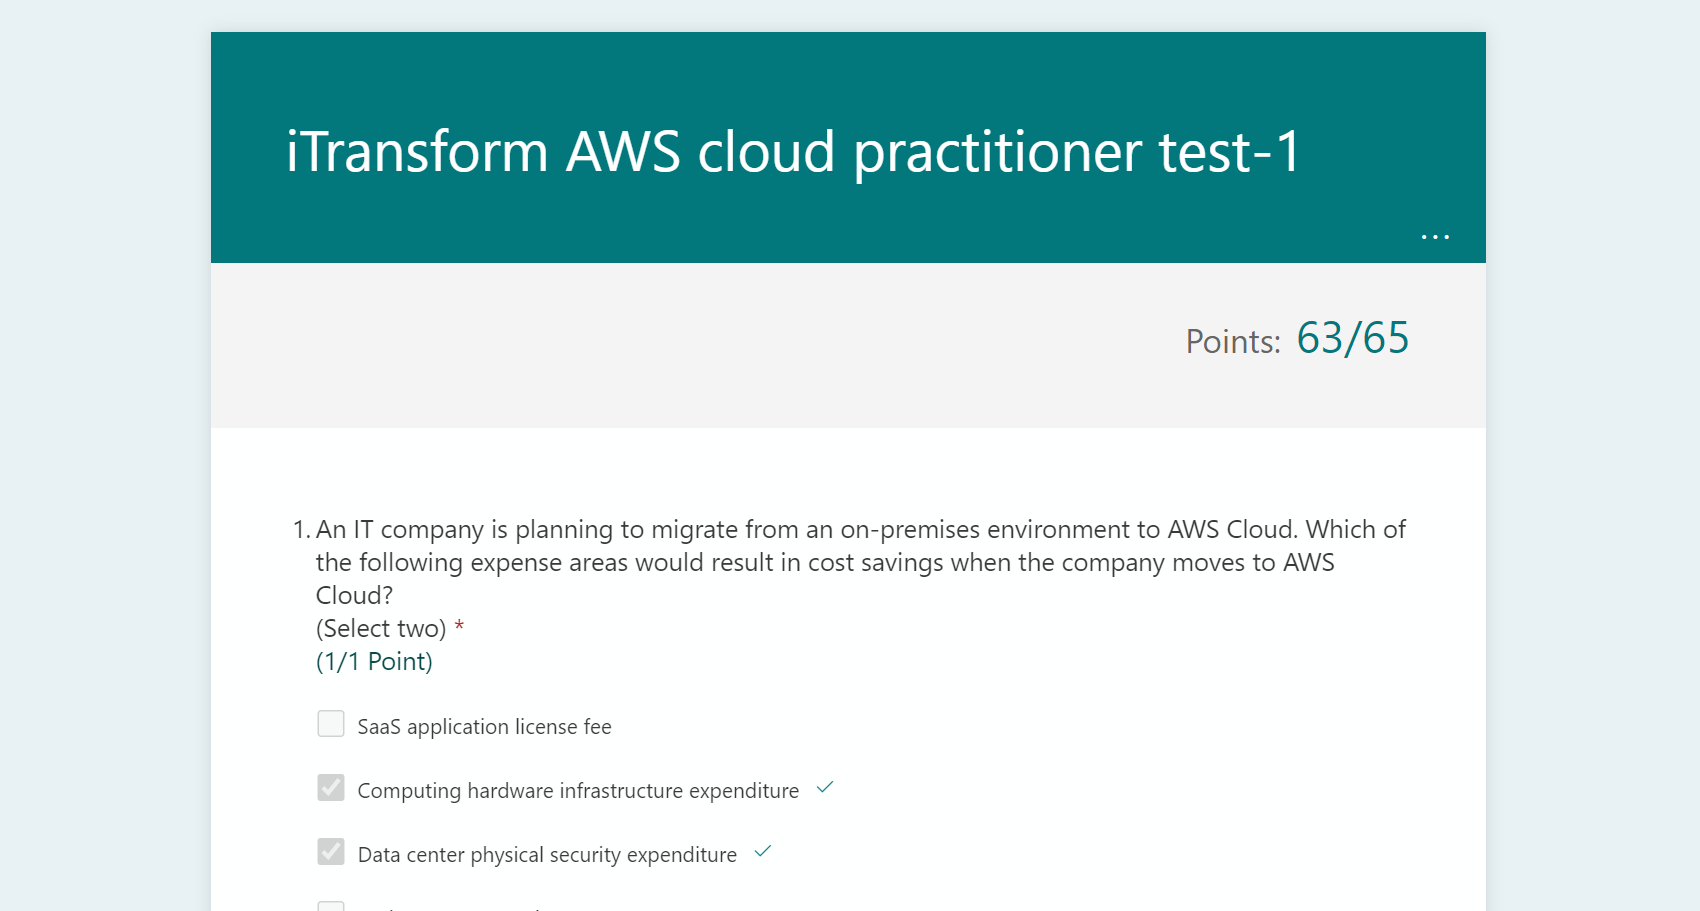 iTransform AWS cloud practitioner test-1
...
Points: 63/65
1. An IT company is planning to migrate from an on-premises environment to AWS Cloud. Which of
the following expense areas would result in cost savings when the company moves to AWS
Cloud?
(Select two) *
(1/1 Point)
SaaS application license fee
Computing hardware infrastructure expenditure
Data center physical security expenditure